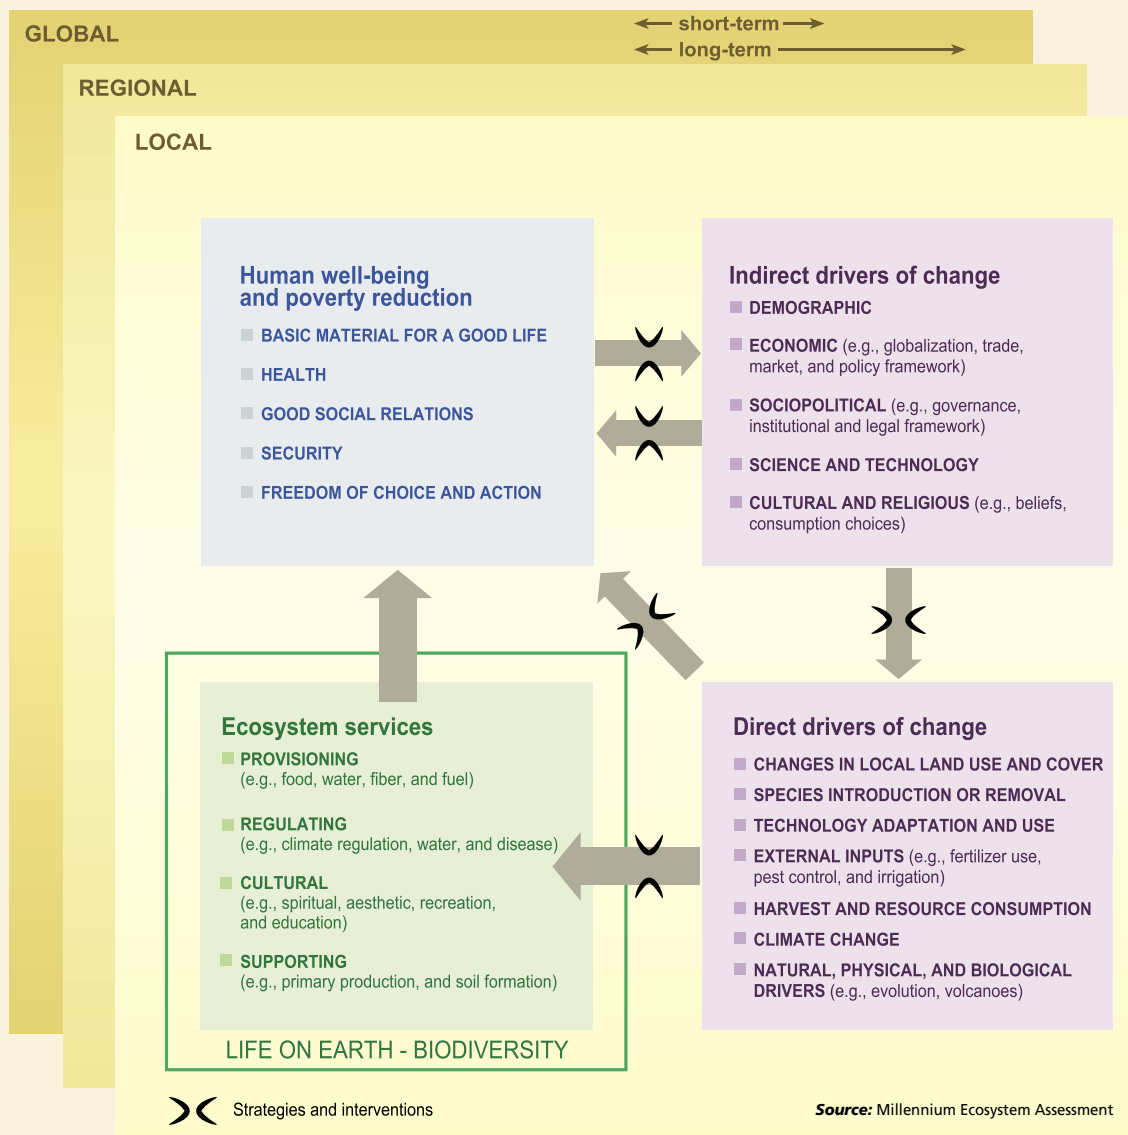 GLOBAL
short-term
long-term
REGIONAL
LOCAL
Human well-being
and poverty reduction
BASIC MATERIAL FOR A GOOD LIFE
HEALTH
GOOD SOCIAL RELATIONS
SECURITY
FREEDOM OF CHOICE AND ACTION
Indirect drivers of change
DEMOGRAPHIC
ECONOMIC (e.g., globalization, trade,
market, and policy framework)
SOCIOPOLITICAL (e.g., governance,
institutional and legal framework)
SCIENCE AND TECHNOLOGY
CULTURAL AND RELIGIOUS (e.g., beliefs,
consumption choices)
Ecosystem services
PROVISIONING
(e.g., food, water, fiber, and fuel)
REGULATING
(e.g., climate regulation, water, and disease)
CULTURAL
(e.g., spiritual, aesthetic, recreation,
and education)
SUPPORTING
(e.g., primary production, and soil formation)
LIFE ON EARTH - BIODIVERSITY
Direct drivers of change
CHANGES IN LOCAL LAND USE AND COVER
SPECIES INTRODUCTION OR REMOVAL
TECHNOLOGY ADAPTATION AND USE
EXTERNAL INPUTS (e.g., fertilizer use,
pest control, and irrigation)
HARVEST AND RESOURCE CONSUMPTION
CLIMATE CHANGE
NATURAL, PHYSICAL, AND BIOLOGICAL
DRIVERS (e.g., evolution, volcanoes)
Strategies and interventions
Source: Millennium Ecosystem Assessment